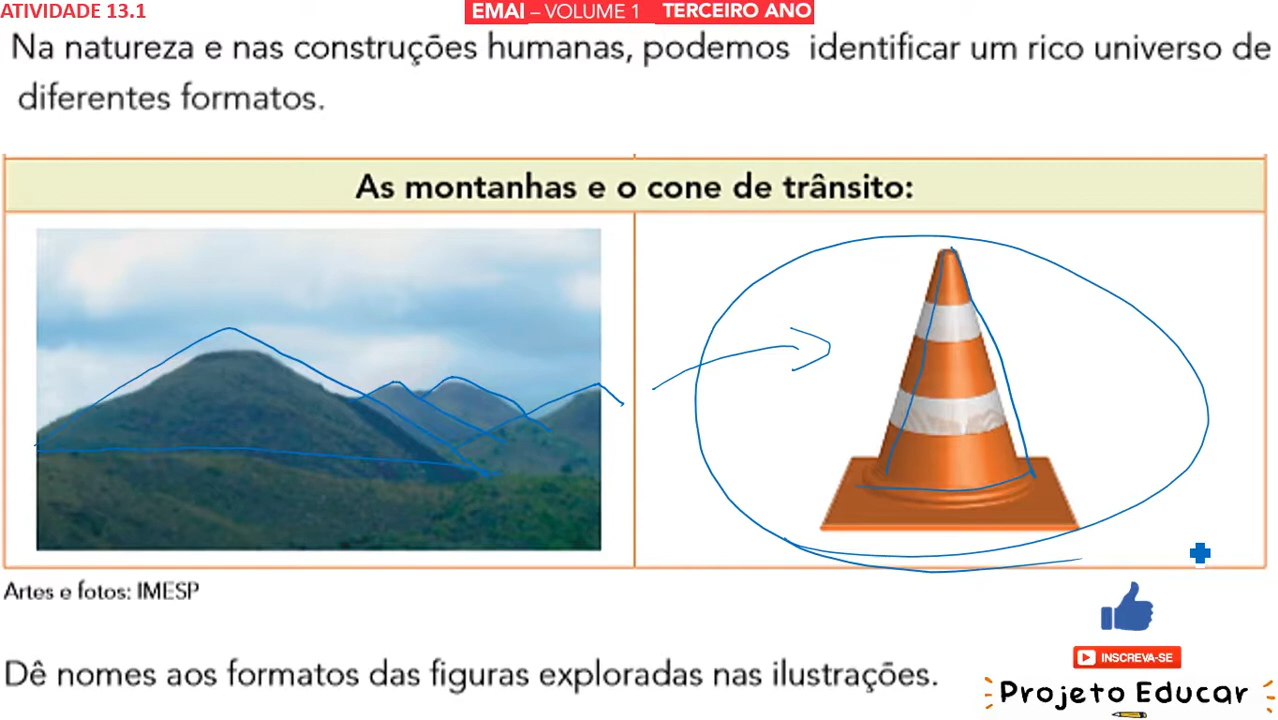 ATIVIDADE 13.1
EMAI – VOLUME 1 TERCEIRO ANO
Na natureza e nas construções humanas, podemos identificar um rico universo de
diferentes formatos.
As montanhas e o cone de trânsito:
Artes e fotos: IMESP
INSCREVA-SE
Dê nomes aos formatos das figuras exploradas nas ilustrações.
Projeto Educar